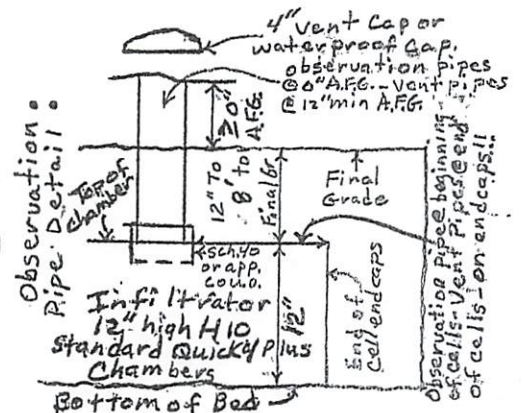 4" Vent Cap or
waterproof Cap.
observation pipes
@0" A.F.G. - Vent pipes
@ 12" min A.F.G.
Observation
Pipe Detail
≥0"
A.F.G.
12" To
8' to
Final Gr
Final
Grade
Top of
chamber
sch.40
or app.
Infiltrator
12" high H10
Standard Quick4 Plus
Chambers
12"
End of
Cell endcaps
Bottom of Bed
Observation Pipe@ beginning
of cells - Vent pipes@ end
of cells - on endcaps!!